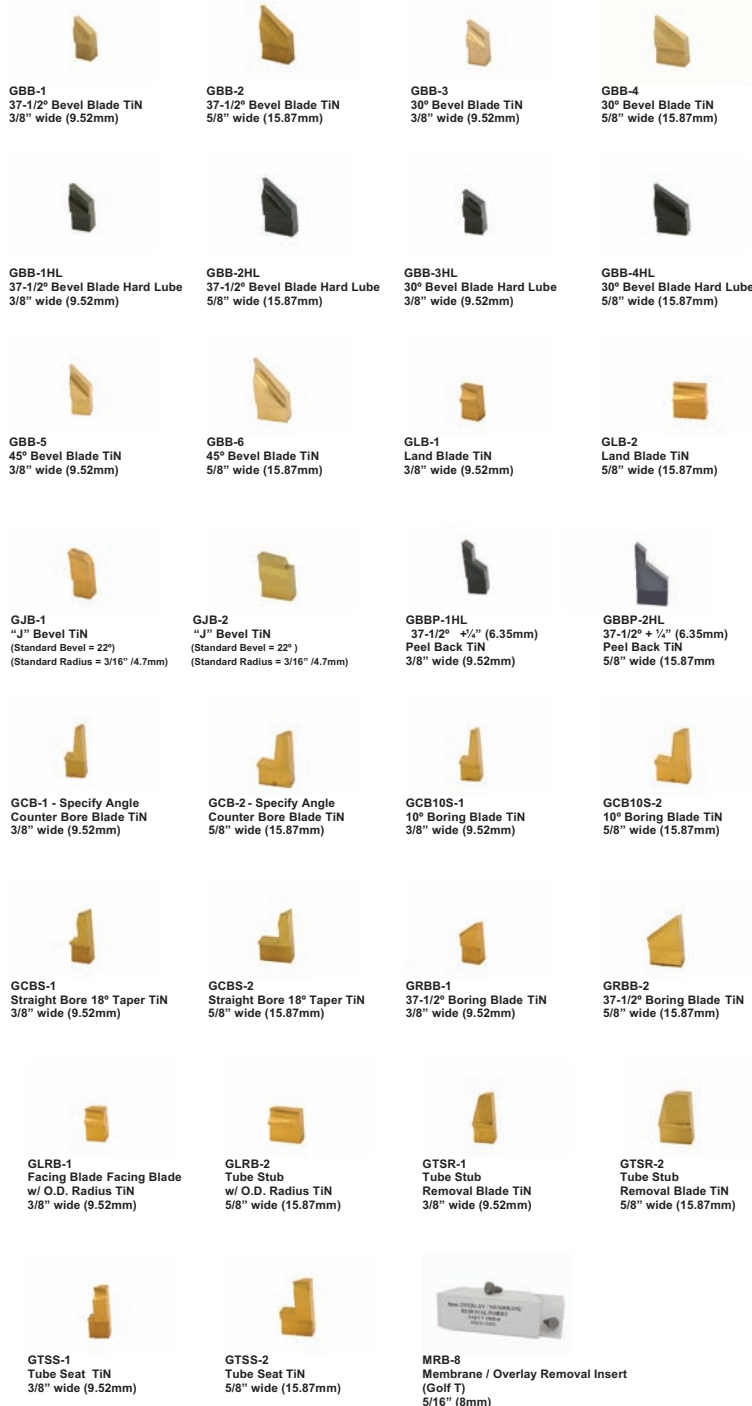 GBB-1
37-1/2º Bevel Blade TiN
3/8” wide (9.52mm)
GBB-2
37-1/2º Bevel Blade TiN
5/8” wide (15.87mm)
GBB-3
30º Bevel Blade TiN
3/8” wide (9.52mm)
GBB-4
30º Bevel Blade TiN
5/8” wide (15.87mm)
GBB-1HL
37-1/2º Bevel Blade Hard Lube
3/8” wide (9.52mm)
GBB-2HL
37-1/2º Bevel Blade Hard Lube
5/8” wide (15.87mm)
GBB-3HL
30º Bevel Blade Hard Lube
3/8” wide (9.52mm)
GBB-4HL
30º Bevel Blade Hard Lube
5/8” wide (15.87mm)
GBB-5
45º Bevel Blade TiN
3/8” wide (9.52mm)
GBB-6
45º Bevel Blade TiN
5/8” wide (15.87mm)
GLB-1
Land Blade TiN
3/8” wide (9.52mm)
GLB-2
Land Blade TiN
5/8” wide (15.87mm)
GJB-1
“J” Bevel TiN
(Standard Bevel = 22º)
(Standard Radius = 3/16” /4.7mm)
GJB-2
“J” Bevel TiN
(Standard Bevel = 22º )
(Standard Radius = 3/16” /4.7mm)
GBBP-1HL
37-1/2º +¼” (6.35mm)
Peel Back TiN
3/8” wide (9.52mm)
GBBP-2HL
37-1/2º + ¼” (6.35mm)
Peel Back TiN
5/8” wide (15.87mm
GCB-1 - Specify Angle
Counter Bore Blade TiN
3/8” wide (9.52mm)
GCB-2 - Specify Angle
Counter Bore Blade TiN
5/8” wide (15.87mm)
GCB10S-1
10º Boring Blade TiN
3/8” wide (9.52mm)
GCB10S-2
10º Boring Blade TiN
5/8” wide (15.87mm)
GCBS-1
Straight Bore 18º Taper TiN
3/8” wide (9.52mm)
GCBS-2
Straight Bore 18º Taper TiN
5/8” wide (15.87mm)
GRBB-1
37-1/2º Boring Blade TiN
3/8” wide (9.52mm)
GRBB-2
37-1/2º Boring Blade TiN
5/8” wide (15.87mm)
GLRB-1
Facing Blade Facing Blade
w/ O.D. Radius TiN
3/8” wide (9.52mm)
GLRB-2
Tube Stub
w/ O.D. Radius TiN
5/8” wide (15.87mm)
GTSR-1
Tube Stub
Removal Blade TiN
3/8” wide (9.52mm)
GTSR-2
Tube Stub
Removal Blade TiN
5/8” wide (15.87mm)
GTSS-1
Tube Seat TiN
3/8” wide (9.52mm)
GTSS-2
Tube Seat TiN
5/8” wide (15.87mm)
8mm OVERLAY / MEMBRANE
REMOVAL INSERT
MRB-8
Membrane / Overlay Removal Insert
(Golf T)
5/16” (8mm)